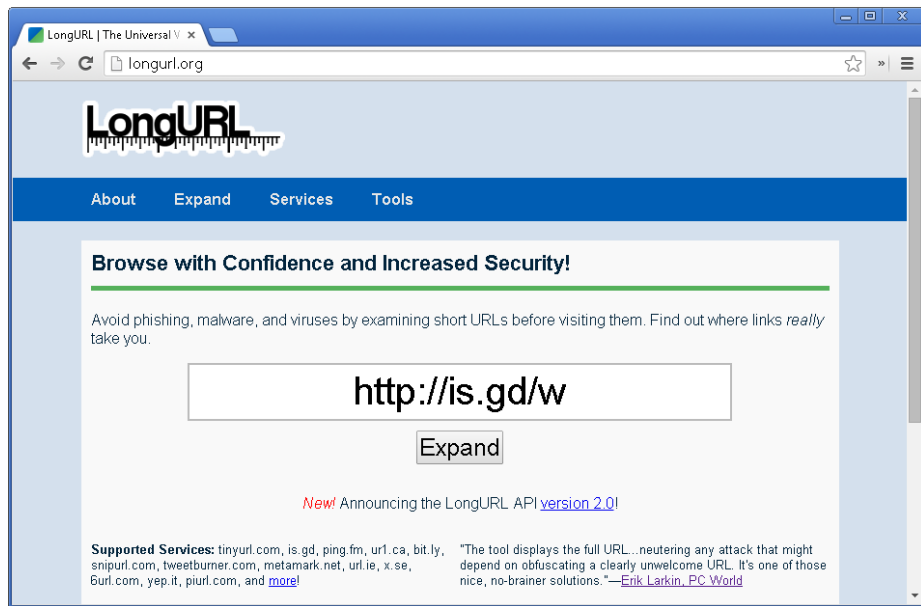 LongURL | The Universal V
longurl.org
LongURL
About Expand Services Tools
Browse with Confidence and Increased Security!
Avoid phishing, malware, and viruses by examining short URLs before visiting them. Find out where links really
take you.
http://is.gd/w
Expand
New! Announcing the LongURL API version 2.0!
Supported Services: tinyurl.com, is.gd, ping.fm, ur1.ca, bit.ly,
snipurl.com, tweetburner.com, metamark.net, url.ie, x.se,
6url.com, yep.it, piurl.com, and more!
"The tool displays the full URL...neutering any attack that might
depend on obfuscating a clearly unwelcome URL. It's one of those
nice, no-brainer solutions."—Erik Larkin, PC World